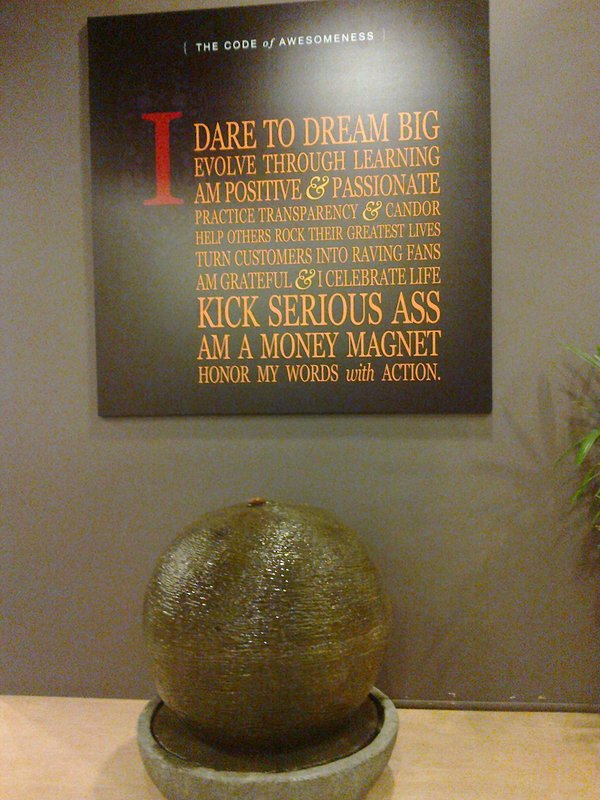 ( THE CODE of AWESOMENESS )
I DARE TO DREAM BIG
EVOLVE THROUGH LEARNING
AM POSITIVE & PASSIONATE
PRACTICE TRANSPARENCY & CANDOR
HELP OTHERS ROCK THEIR GREATEST LIVES
TURN CUSTOMERS INTO RAVING FANS
AM GRATEFUL & I CELEBRATE LIFE
KICK SERIOUS ASS
AM A MONEY MAGNET
HONOR MY WORDS with ACTION.